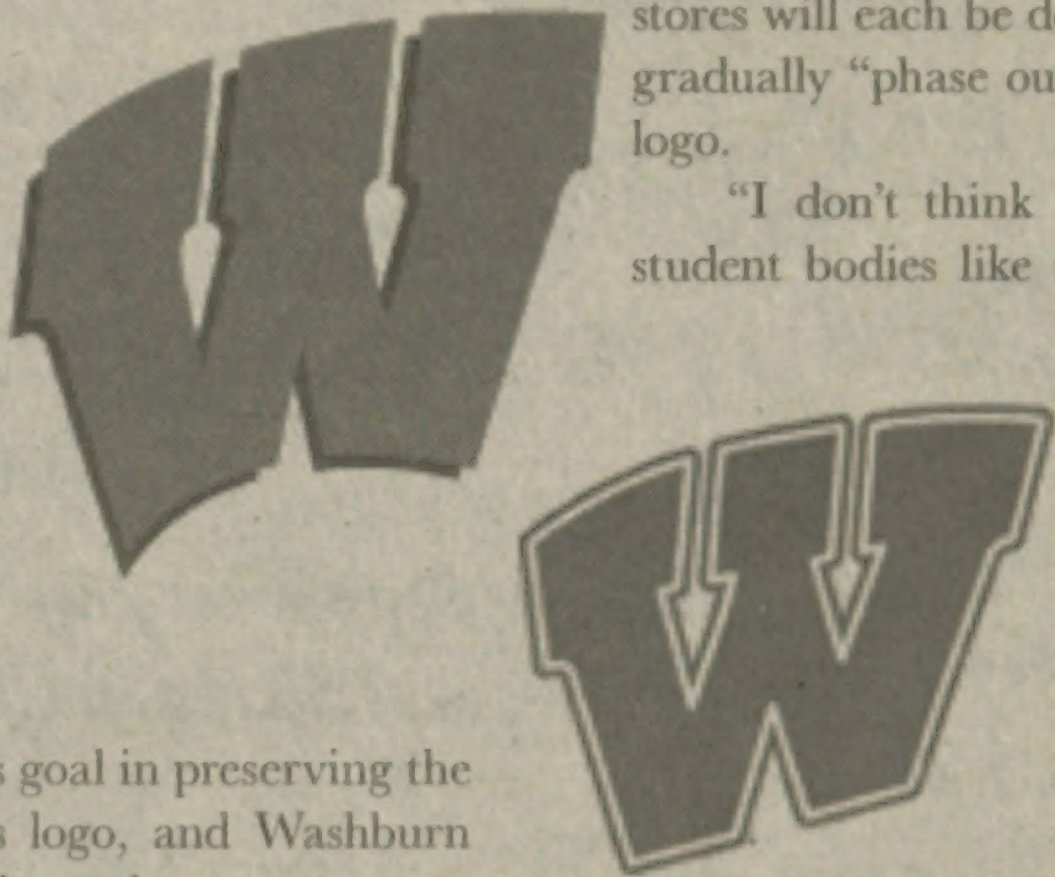 stores will each be d
gradually “phase ou
logo.
“I don't think
student bodies like
W
W
s goal in preserving the
s logo, and Washburn